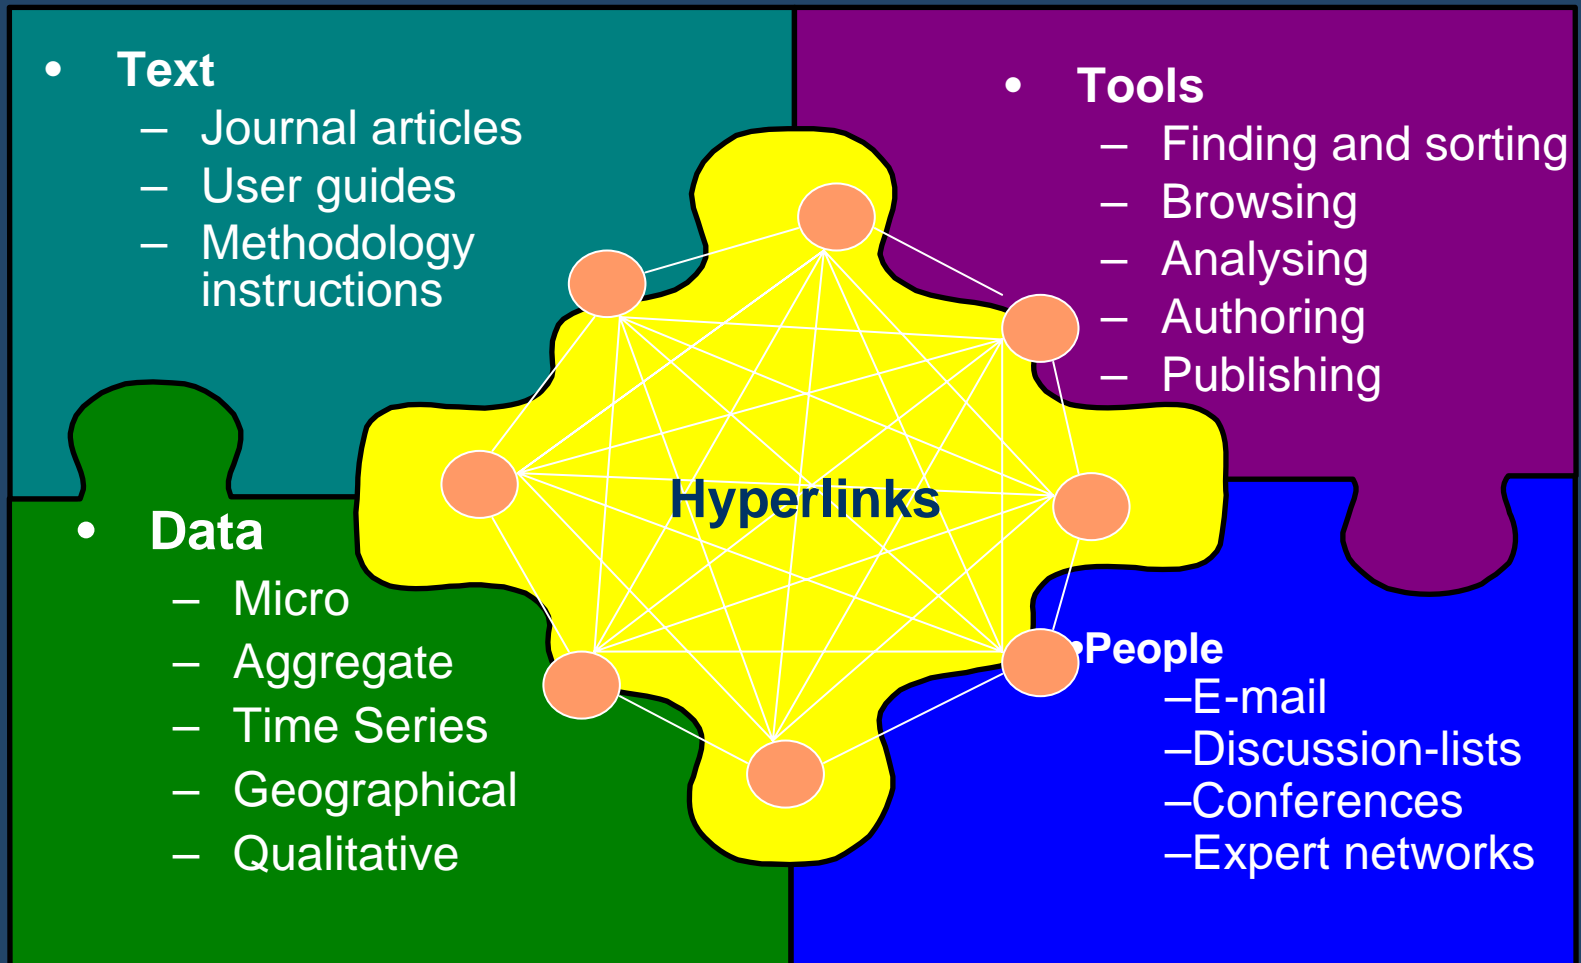 • Text
– Journal articles
– User guides
– Methodology
instructions
• Tools
– Finding and sorting
– Browsing
– Analysing
– Authoring
– Publishing
Hyperlinks
• Data
– Micro
– Aggregate
– Time Series
– Geographical
– Qualitative
•People
–E-mail
–Discussion-lists
–Conferences
–Expert networks